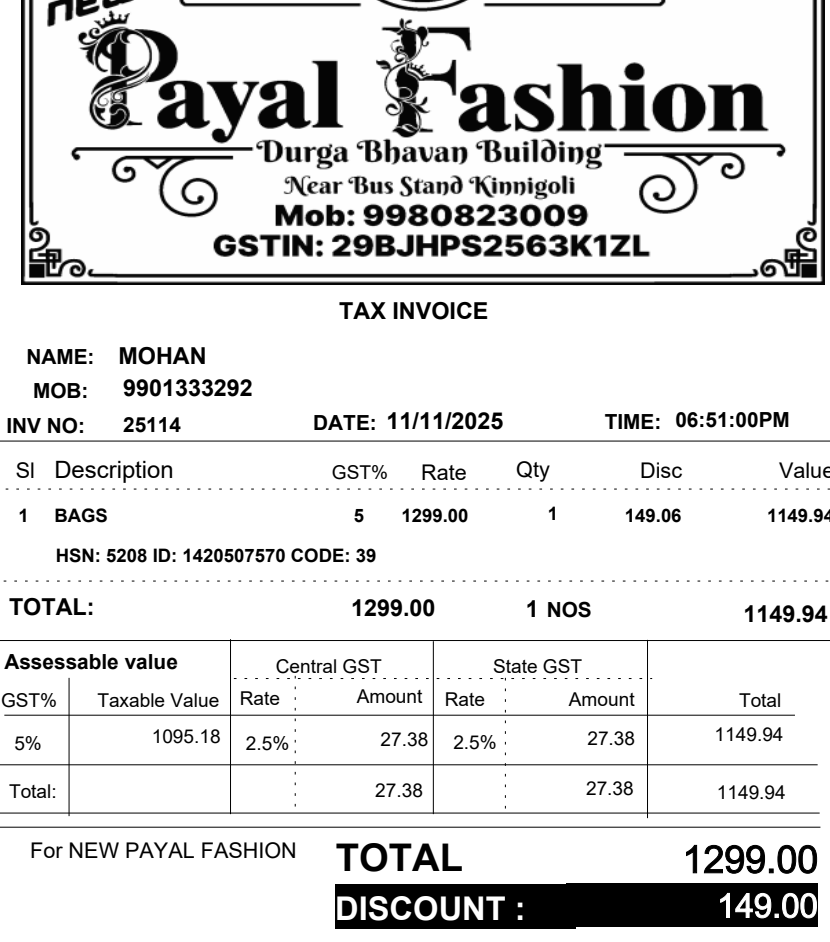 new
Payal Fashion
Durga Bhavan Building
Near Bus Stand Kinnigoli
Mob: 9980823009
GSTIN: 29BJHPS2563K1ZL
TAX INVOICE
NAME: MOHAN
MOB: 9901333292
INV NO: 25114 DATE: 11/11/2025 TIME: 06:51:00PM
Sl Description GST% Rate Qty Disc Value
1 BAGS 5 1299.00 1 149.06 1149.94
HSN: 5208 ID: 1420507570 CODE: 39
TOTAL: 1299.00 1 NOS 1149.94
Assessable value Central GST State GST
GST% Taxable Value Rate Amount Rate Amount Total
5% 1095.18 2.5% 27.38 2.5% 27.38 1149.94
Total: 27.38 27.38 1149.94
For NEW PAYAL FASHION TOTAL 1299.00
DISCOUNT : 149.00